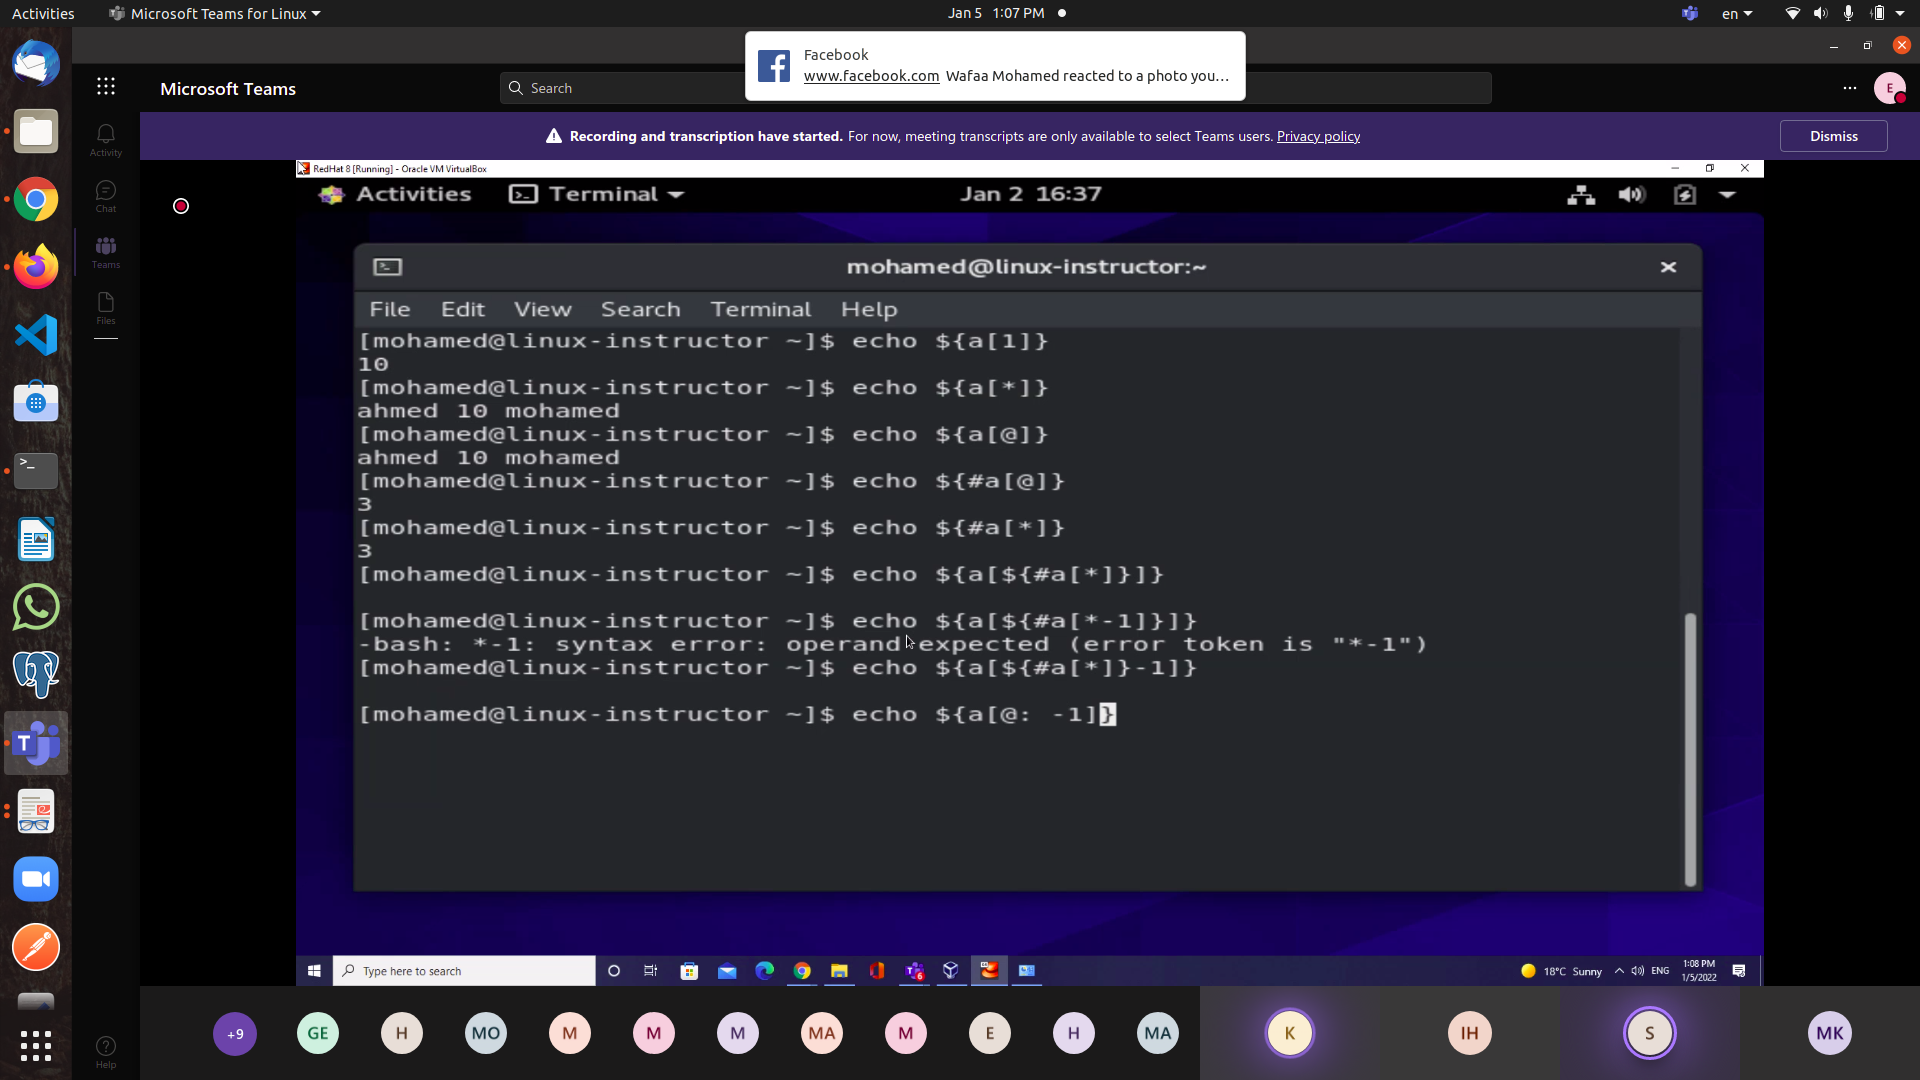 Activities
Microsoft Teams for Linux
Jan 5 1:07 PM
en
Facebook
www.facebook.com Wafaa Mohamed reacted to a photo you...
Microsoft Teams
Search
E
Recording and transcription have started. For now, meeting transcripts are only available to select Teams users. Privacy policy
Dismiss
Activity
Chat
Teams
Files
Help
RedHat 8 [Running] - Oracle VM VirtualBox
Activities
Terminal
Jan 2 16:37
mohamed@linux-instructor:~
File Edit View Search Terminal Help
[mohamed@linux-instructor ~]$ echo ${a[1]}
10
[mohamed@linux-instructor ~]$ echo ${a[*]}
ahmed 10 mohamed
[mohamed@linux-instructor ~]$ echo ${a[@]}
ahmed 10 mohamed
[mohamed@linux-instructor ~]$ echo ${#a[@]}
3
[mohamed@linux-instructor ~]$ echo ${#a[*]}
3
[mohamed@linux-instructor ~]$ echo ${a[${#a[*]}]}
[mohamed@linux-instructor ~]$ echo ${a[${#a[*-1]}]}
-bash: *-1: syntax error: operand expected (error token is "*-1")
[mohamed@linux-instructor ~]$ echo ${a[${#a[*]}-1]}
[mohamed@linux-instructor ~]$ echo ${a[@: -1]}
Type here to search
18°C Sunny
ENG
1:08 PM
1/5/2022
+9
GE
H
MO
M
M
M
MA
M
E
H
MA
K
IH
S
MK